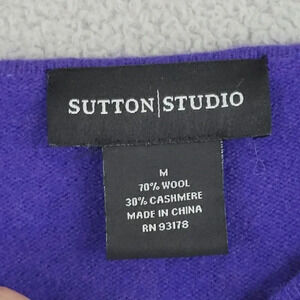 SUTTON|STUDIO
M
70% WOOL
30% CASHMERE
MADE IN CHINA
RN 93178